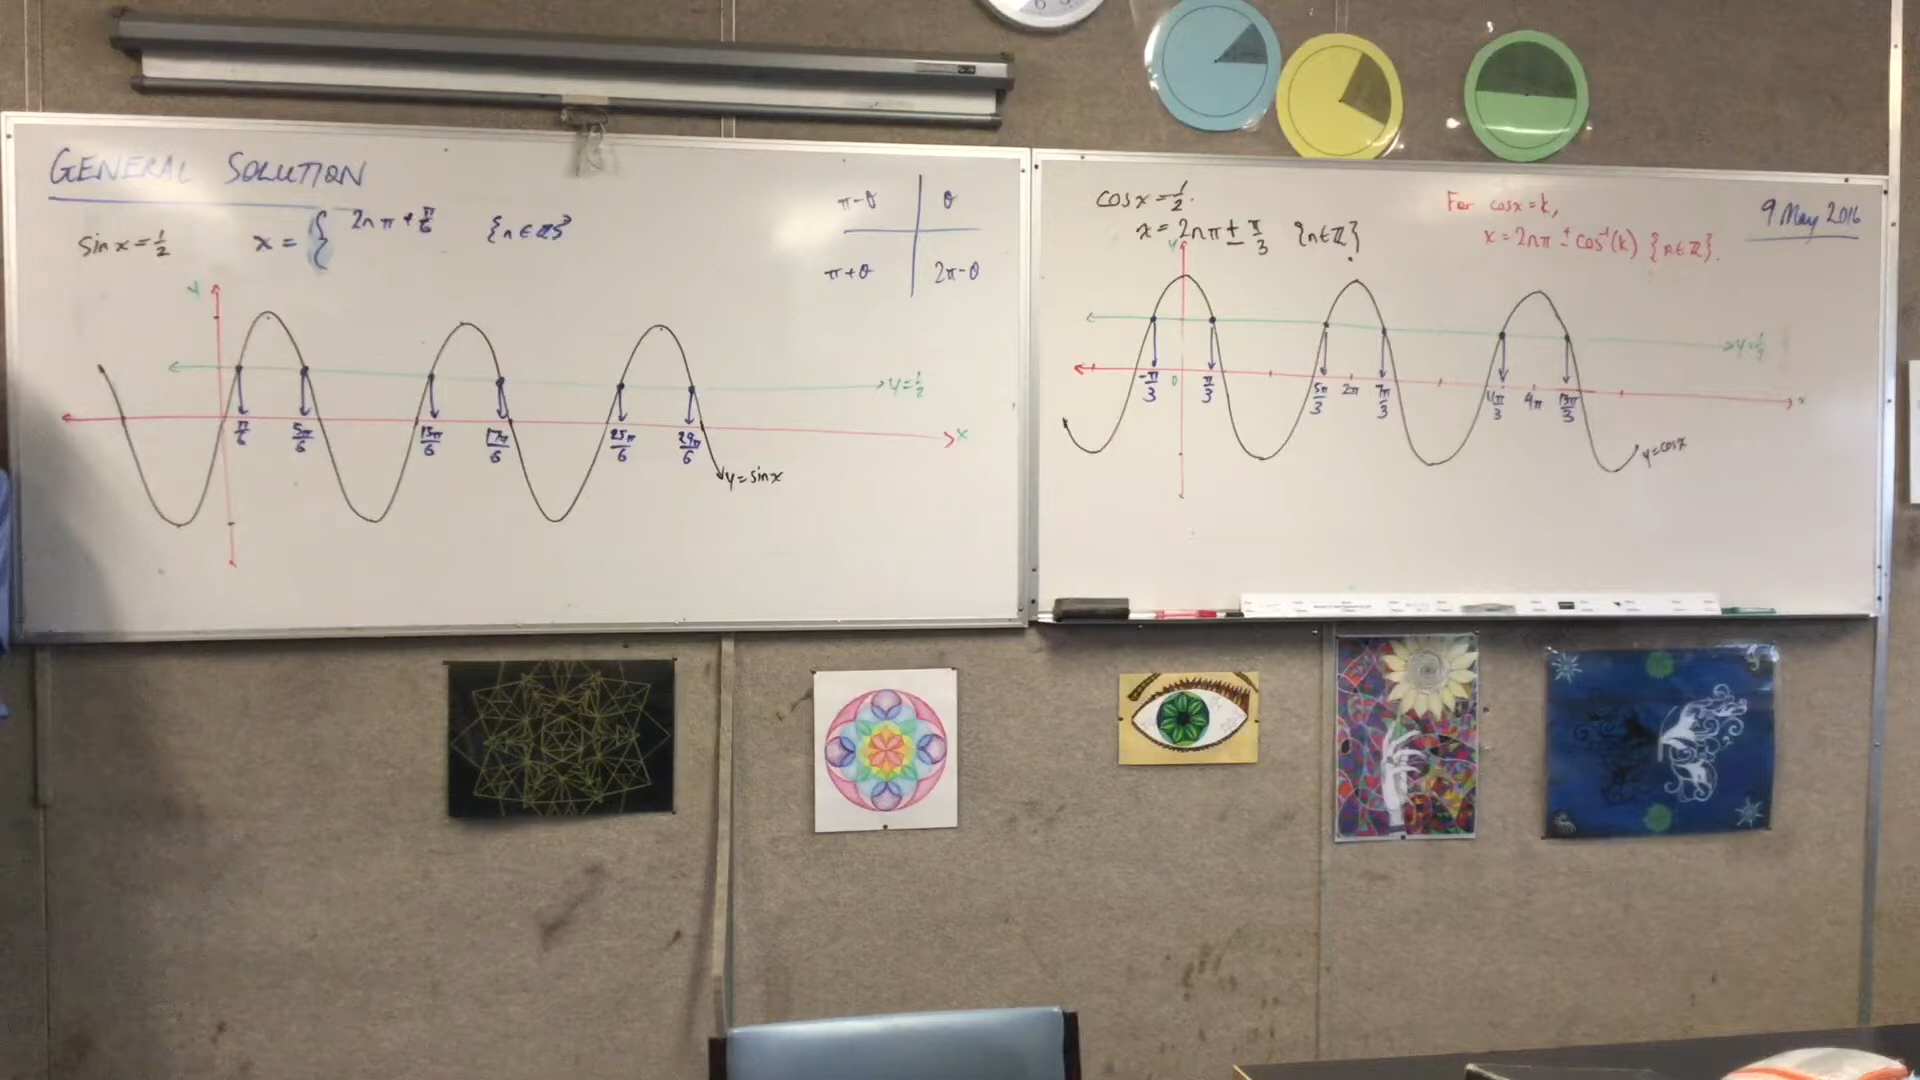 GENERAL SOLUTION
sin x = 1/2
x = { 2nπ + π/6 {n∈ℤ}
π-θ θ
π+θ 2π-θ
y
y = 1/2
π/6 5π/6 13π/6 17π/6 25π/6 29π/6
x
y = sin x
cos x = 1/2.
x = 2nπ ± π/3 {n∈ℤ}.
For cos x = k,
x = 2nπ ± cos⁻¹(k) {n∈ℤ}.
9 May 2016
y
0
-π/3 π/3 5π/3 2π 7π/3 11π/3 4π 13π/3
x
y = cos x